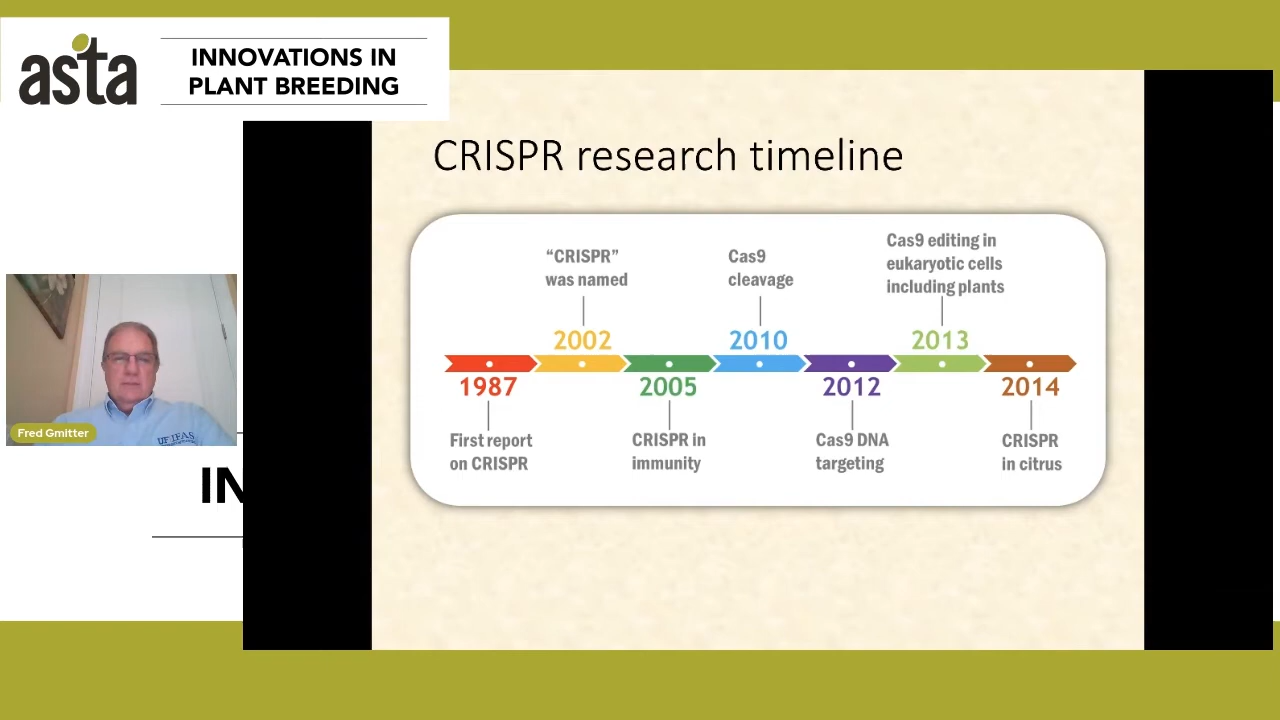 asta
INNOVATIONS IN
PLANT BREEDING
CRISPR research timeline
"CRISPR"
was named
Cas9
cleavage
Cas9 editing in
eukaryotic cells
including plants
2002
2010
2013
1987
2005
2012
2014
First report
on CRISPR
CRISPR in
immunity
Cas9 DNA
targeting
CRISPR
in citrus
UF IFAS
Fred Gmitter
IN